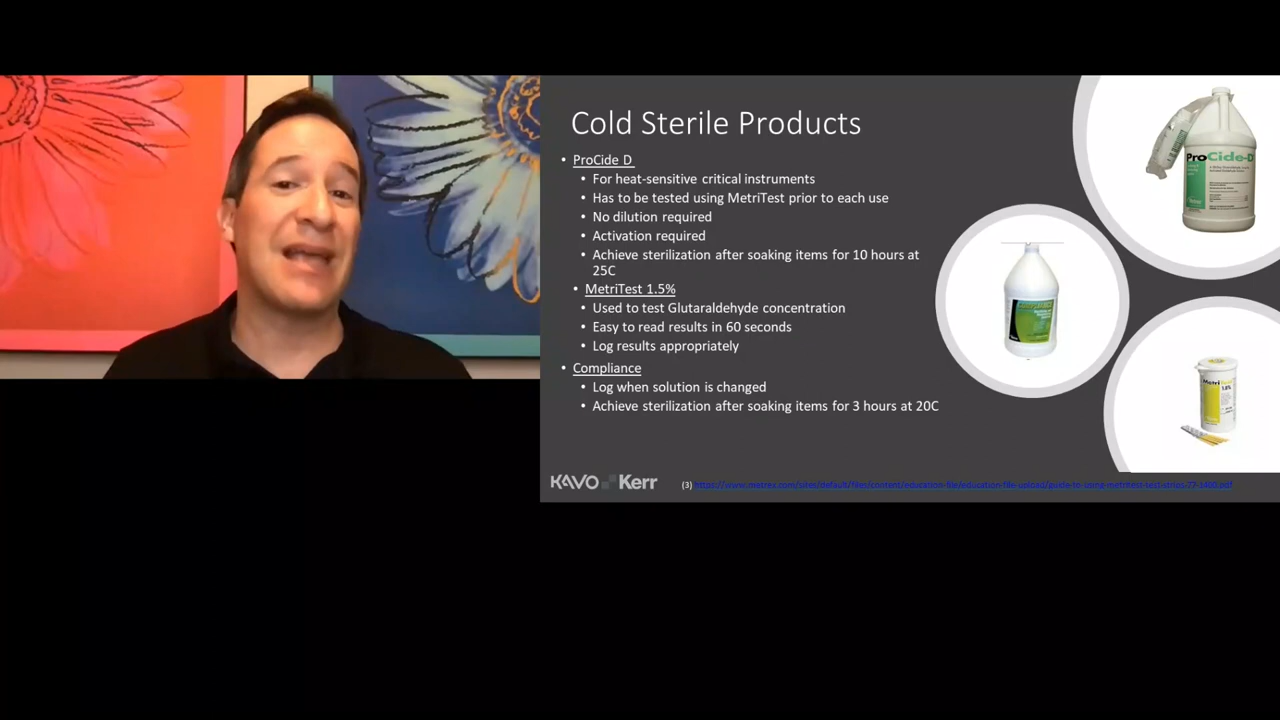 Cold Sterile Products
• ProCide D
• For heat-sensitive critical instruments
• Has to be tested using MetriTest prior to each use
• No dilution required
• Activation required
• Achieve sterilization after soaking items for 10 hours at
25C
• MetriTest 1.5%
• Used to test Glutaraldehyde concentration
• Easy to read results in 60 seconds
• Log results appropriately
• Compliance
• Log when solution is changed
• Achieve sterilization after soaking items for 3 hours at 20C
ProCide-D
KAVO Kerr
(3)